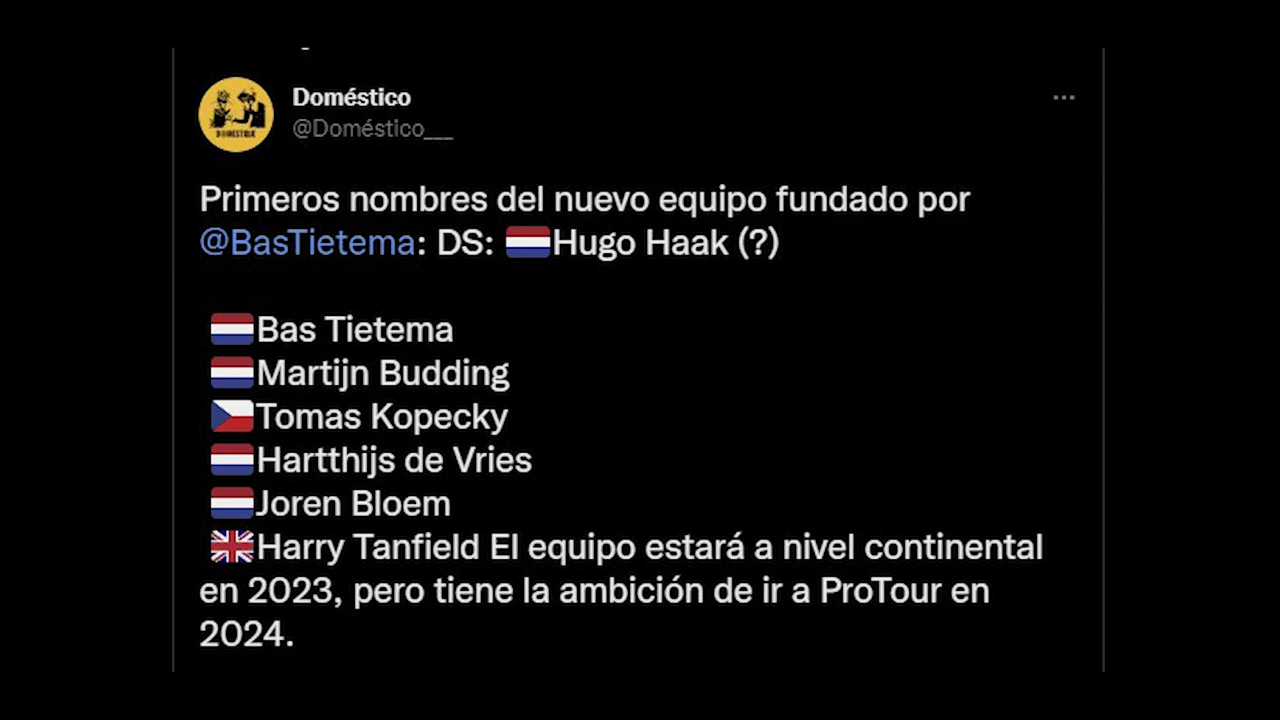 Doméstico
@Doméstico___
Primeros nombres del nuevo equipo fundado por
@BasTietema: DS: 🇳🇱Hugo Haak (?)
🇳🇱Bas Tietema
🇳🇱Martijn Budding
🇨🇿Tomas Kopecky
🇳🇱Hartthijs de Vries
🇳🇱Joren Bloem
🇬🇧Harry Tanfield El equipo estará a nivel continental
en 2023, pero tiene la ambición de ir a ProTour en
2024.